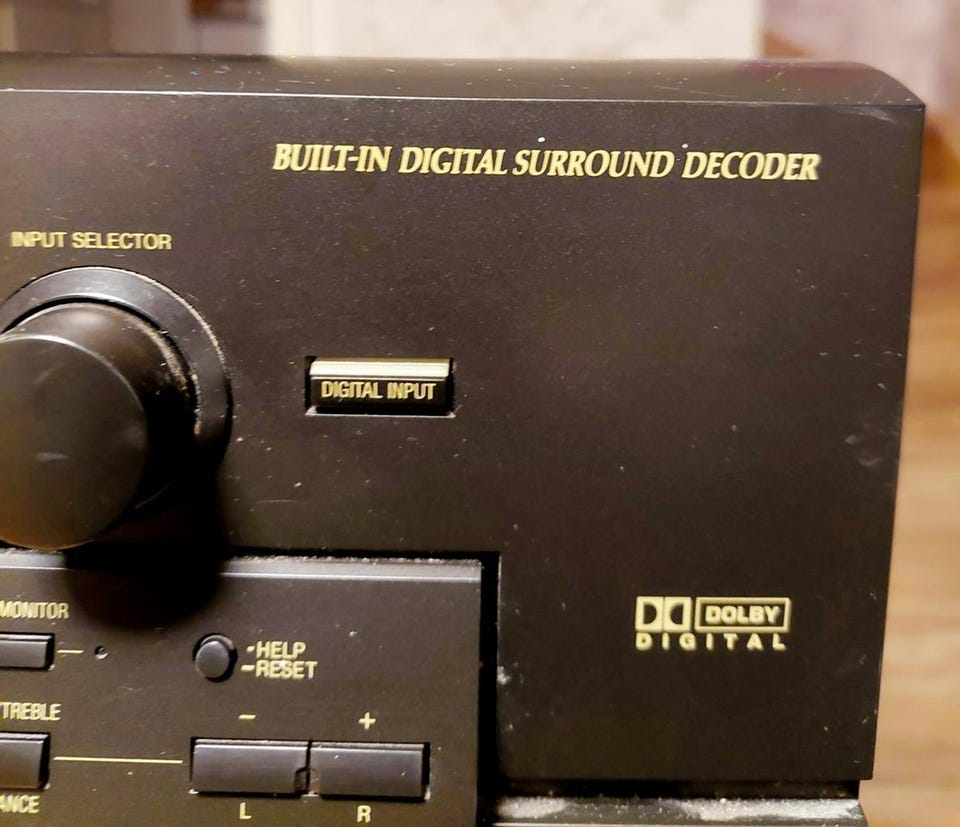 BUILT-IN DIGITAL SURROUND DECODER
INPUT SELECTOR
DIGITAL INPUT
DOLBY
DIGITAL
MONITOR
-HELP
-RESET
/TREBLE
- +
ANCE
L R